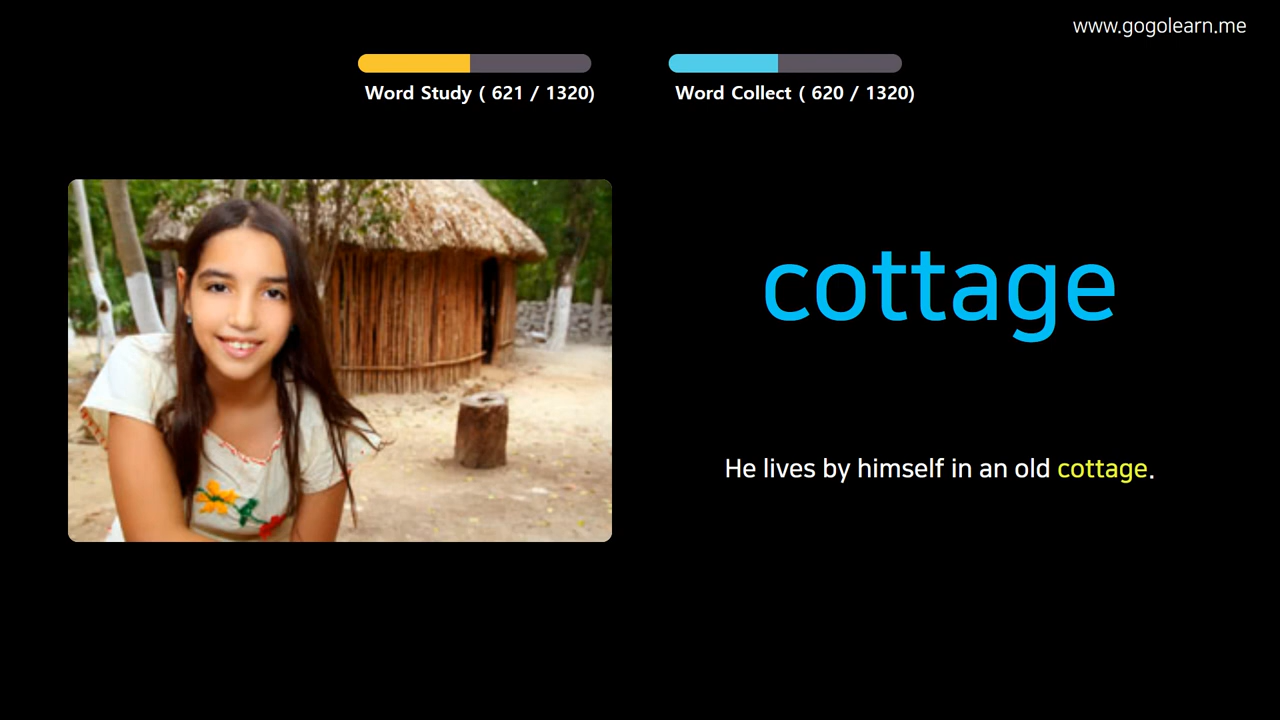 www.gogolearn.me
Word Study ( 621 / 1320)
Word Collect ( 620 / 1320)
cottage
He lives by himself in an old cottage.